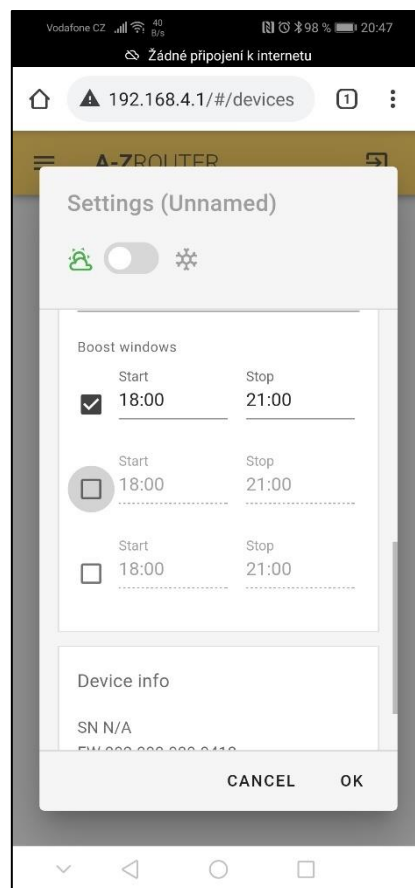 Vodafone CZ 40 B/s 98 % 20:47
Žádné připojení k internetu
192.168.4.1/#/devices 1
A-ZROUTER
Settings (Unnamed)
Boost windows
Start Stop
18:00 21:00
Start Stop
18:00 21:00
Start Stop
18:00 21:00
Device info
SN N/A
CANCEL OK